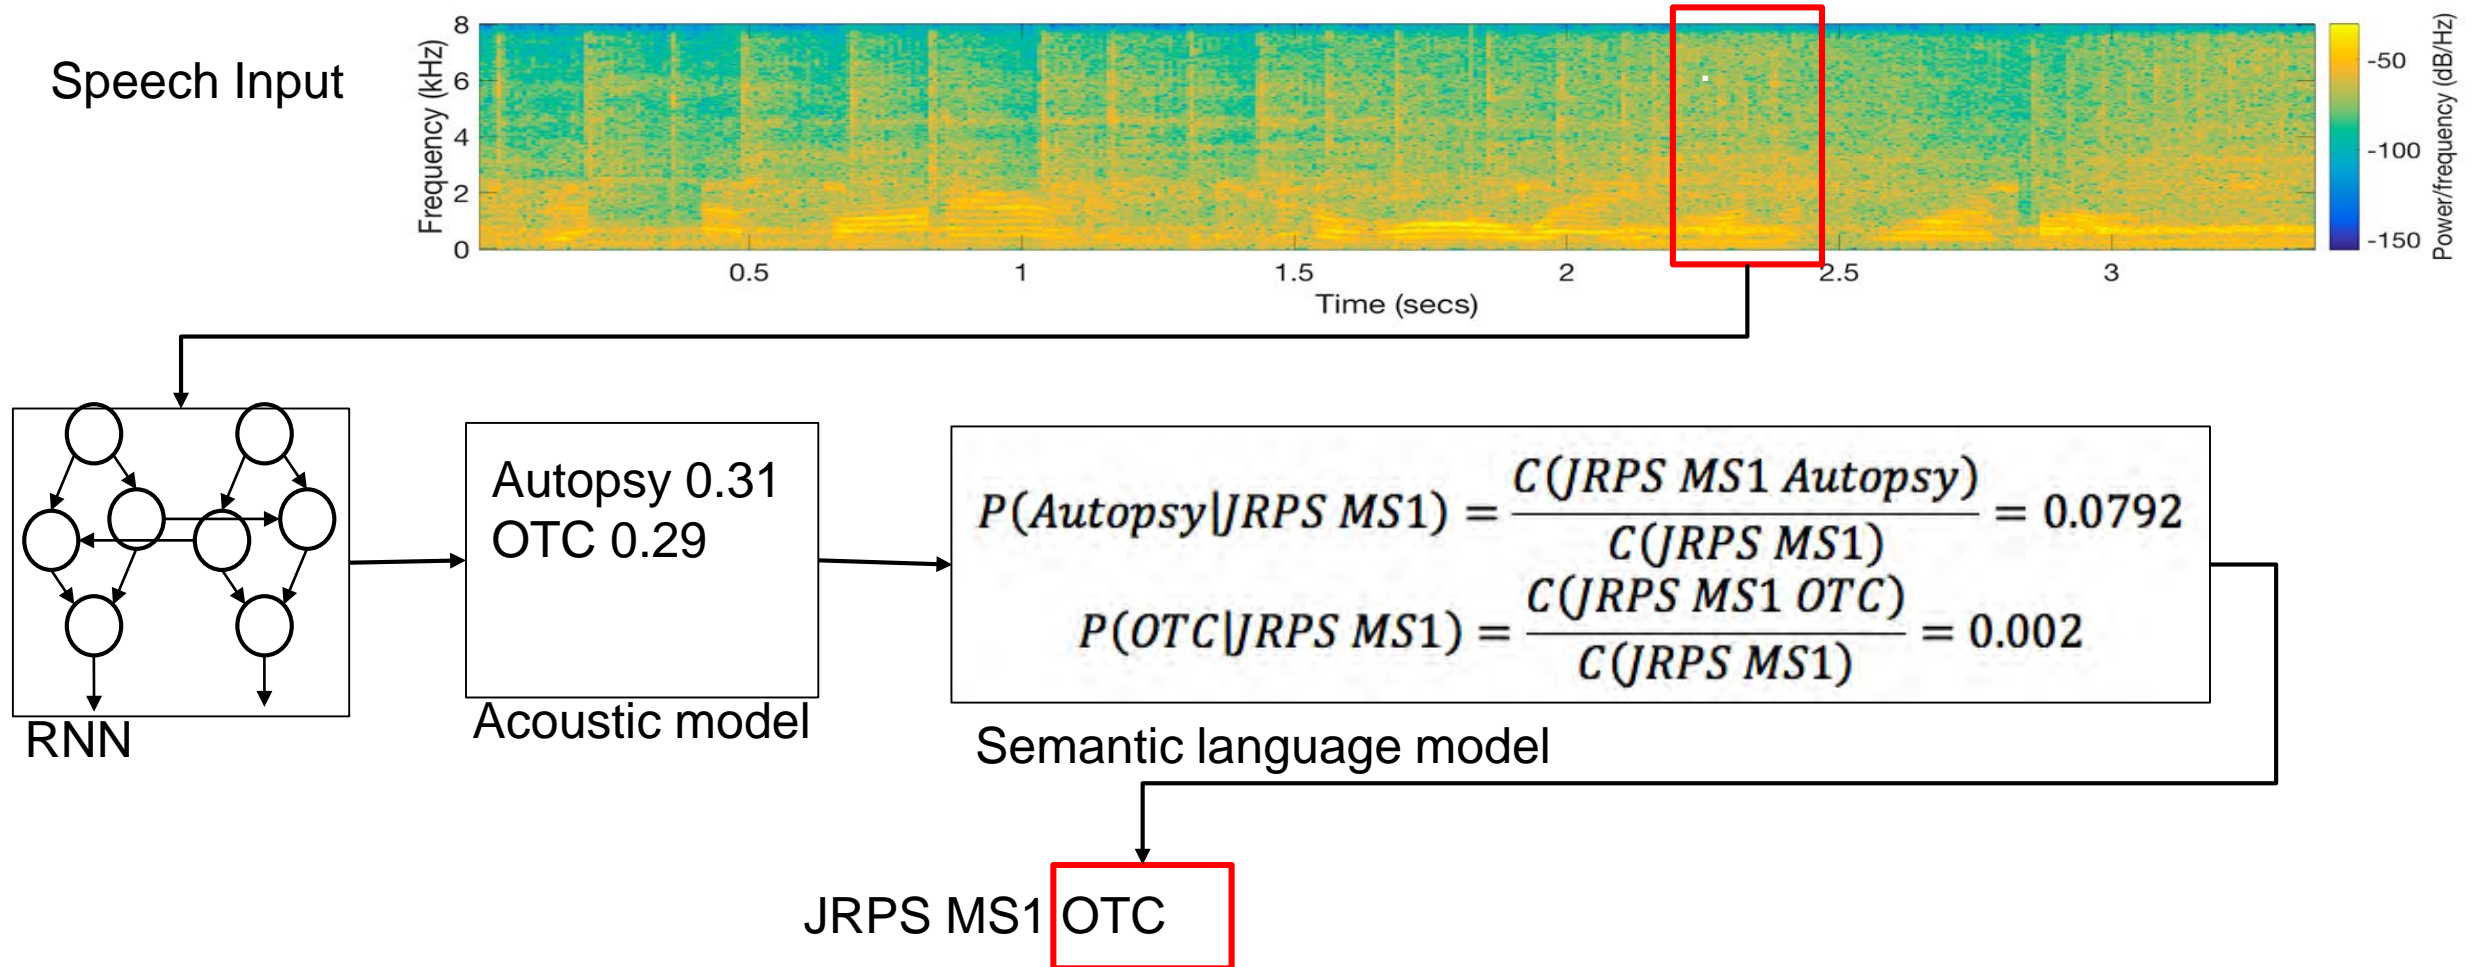 Speech Input
Frequency (kHz)
8
6
4
2
0
0.5
1
1.5
2
2.5
3
Time (secs)
-50
-100
-150
Power/frequency (dB/Hz)
RNN
Autopsy 0.31
OTC 0.29
Acoustic model
P(Autopsy|JRPS MS1) = C(JRPS MS1 Autopsy) / C(JRPS MS1) = 0.0792
P(OTC|JRPS MS1) = C(JRPS MS1 OTC) / C(JRPS MS1) = 0.002
Semantic language model
JRPS MS1 OTC